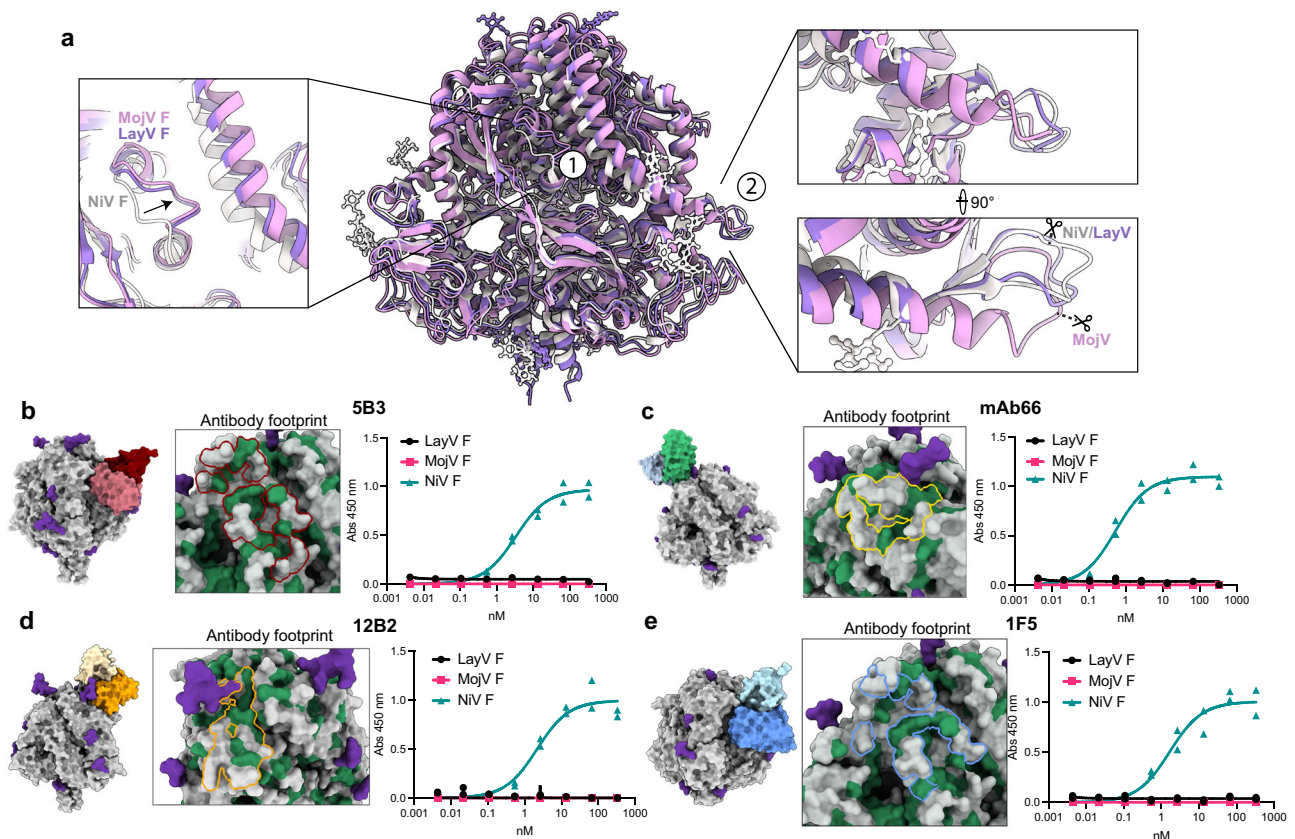 a
MojV F
LayV F
NiV F
1
2
90°
NiV/LayV
MojV
b
5B3
Antibody footprint
1.5
1.0
0.5
0.0
Abs 450 nm
LayV F
MojV F
NiV F
0.001
0.01
0.1
1
10
100
1000
nM
c
mAb66
Antibody footprint
1.5
1.0
0.5
0.0
Abs 450 nm
LayV F
MojV F
NiV F
0.001
0.01
0.1
1
10
100
1000
nM
d
12B2
Antibody footprint
1.5
1.0
0.5
0.0
Abs 450 nm
LayV F
MojV F
NiV F
0.001
0.01
0.1
1
10
100
1000
nM
e
1F5
Antibody footprint
1.5
1.0
0.5
0.0
Abs 450 nm
LayV F
MojV F
NiV F
0.001
0.01
0.1
1
10
100
1000
nM